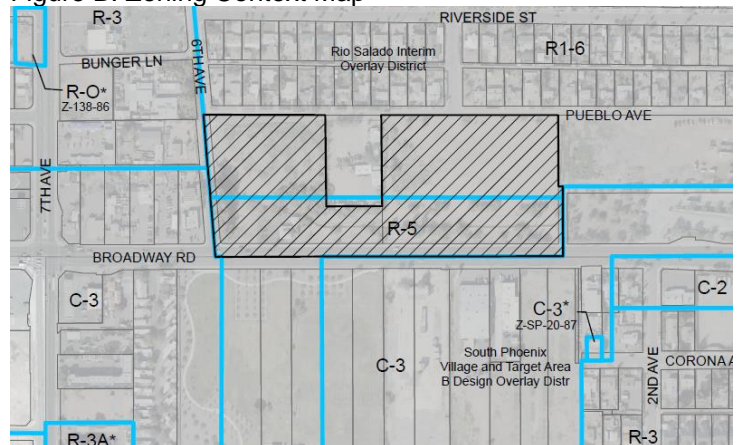 Figure B: Zoning Context Map
RIVERSIDE ST
R-3
6TH AVE
Rio Salado Interim
Overlay District
R1-6
BUNGER LN
R-O*
Z-138-86
PUEBLO AVE
7TH AVE
R-5
BROADWAY RD
C-3
C-3*
Z-SP-20-87
C-2
South Phoenix
Village and Target Area
B Design Overlay Distr
C-3
2ND AVE
CORONA A
R-3A*
R-3